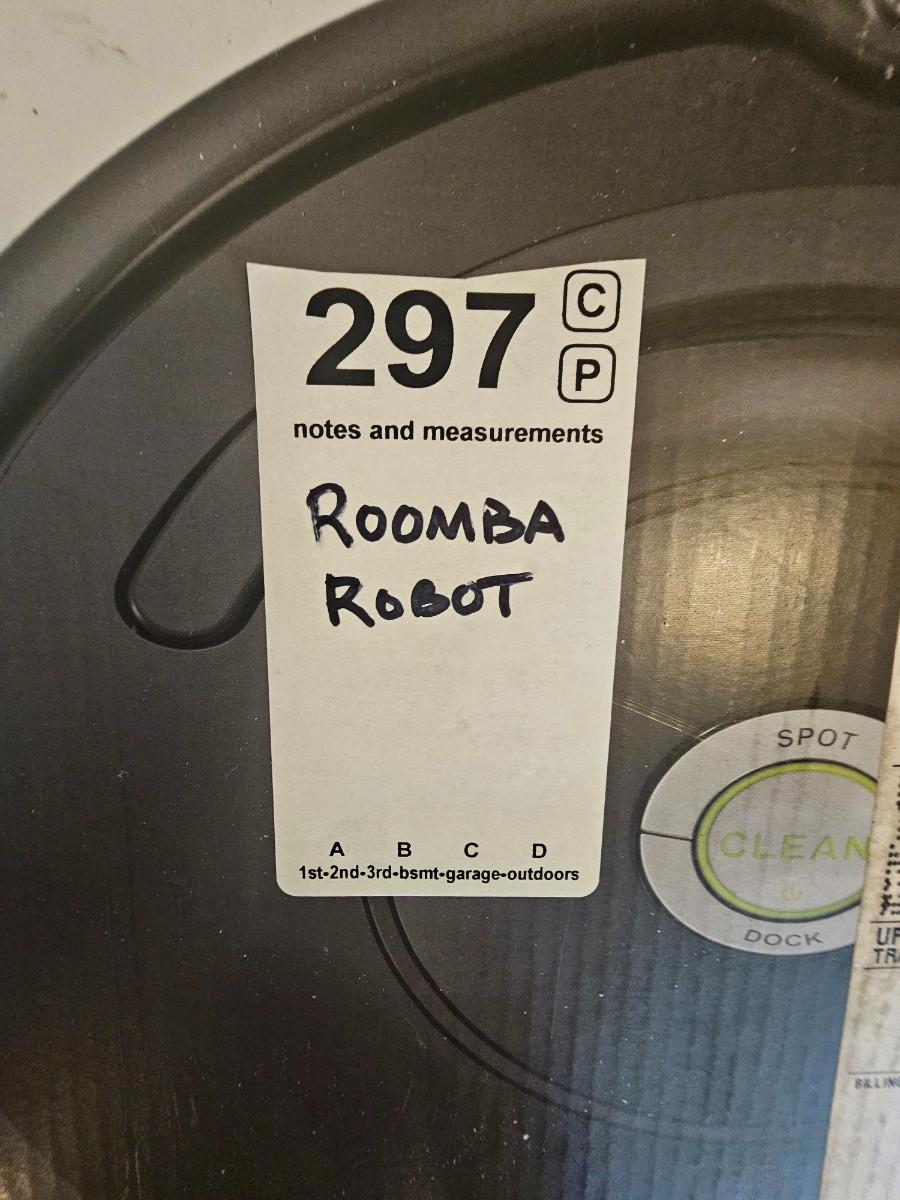 297
C
P
notes and measurements
ROOMBA
ROBOT
A B C D
1st-2nd-3rd-bsmt-garage-outdoors
SPOT
CLEAN
DOCK